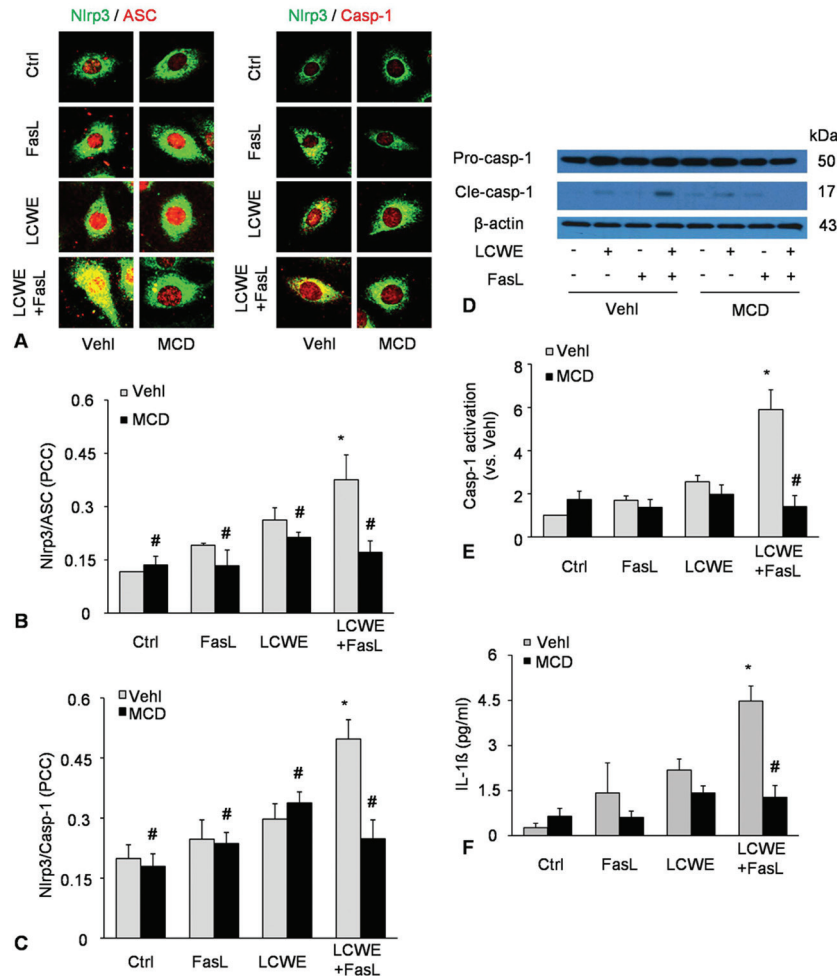 Nlrp3 / ASC
Nlrp3 / Casp-1
Ctrl
FasL
LCWE
LCWE
+FasL
Vehl MCD
A
Ctrl
FasL
LCWE
LCWE
+FasL
Vehl MCD
kDa
Pro-casp-1 50
Cle-casp-1 17
β-actin 43
LCWE - + - + - + - +
FasL - - + + - - + +
D Vehl MCD
Vehl
MCD
Nlrp3/ASC (PCC)
0.6
0.45
0.3
0.15
0
# # # * #
Ctrl FasL LCWE LCWE
+FasL
B
Vehl
MCD
Nlrp3/Casp-1 (PCC)
0.6
0.45
0.3
0.15
0
# # # * #
Ctrl FasL LCWE LCWE
+FasL
C
Vehl
MCD
Casp-1 activation
(vs. Vehl)
8
6
4
2
0
* #
Ctrl FasL LCWE LCWE
+FasL
E
Vehl
MCD
IL-1ß (pg/ml)
6
4.5
3
1.5
0
* #
Ctrl FasL LCWE LCWE
+FasL
F